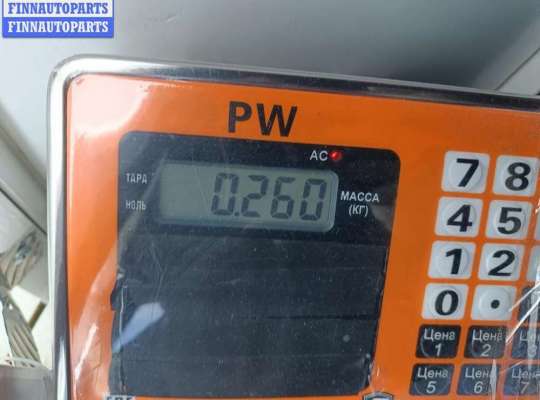 FINNAUTOPARTS
FINNAUTOPARTS
PW
AC
ТАРА
НОЛЬ
0.260
МАССА
(КГ)
7 8
4 5
1 2
0 .
Цена 1
Цена 2
Цена 5
Цена 6
Цена 7